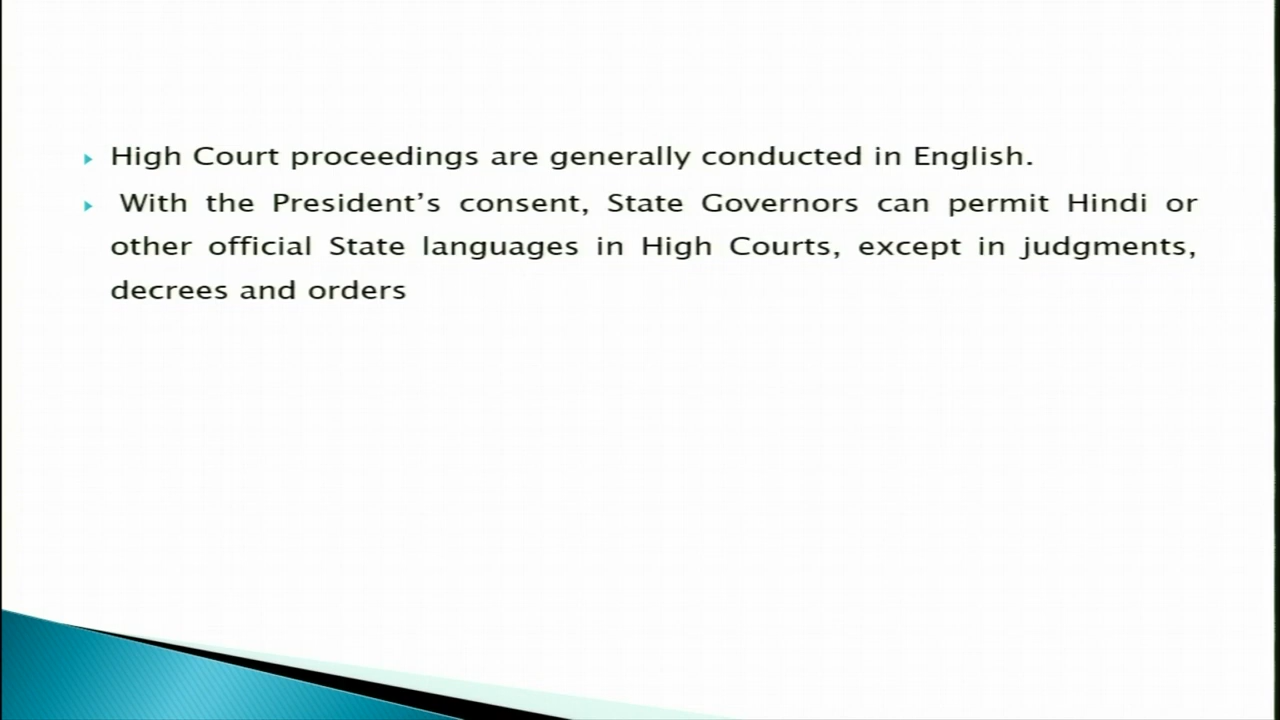 High Court proceedings are generally conducted in English.
With the President’s consent, State Governors can permit Hindi or
other official State languages in High Courts, except in judgments,
decrees and orders